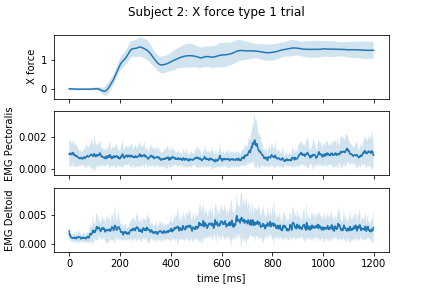 Subject 2: X force type 1 trial
X force
1
0
EMG Pectoralis
0.002
0.000
EMG Deltoid
0.005
0.000
0 200 400 600 800 1000 1200
time [ms]